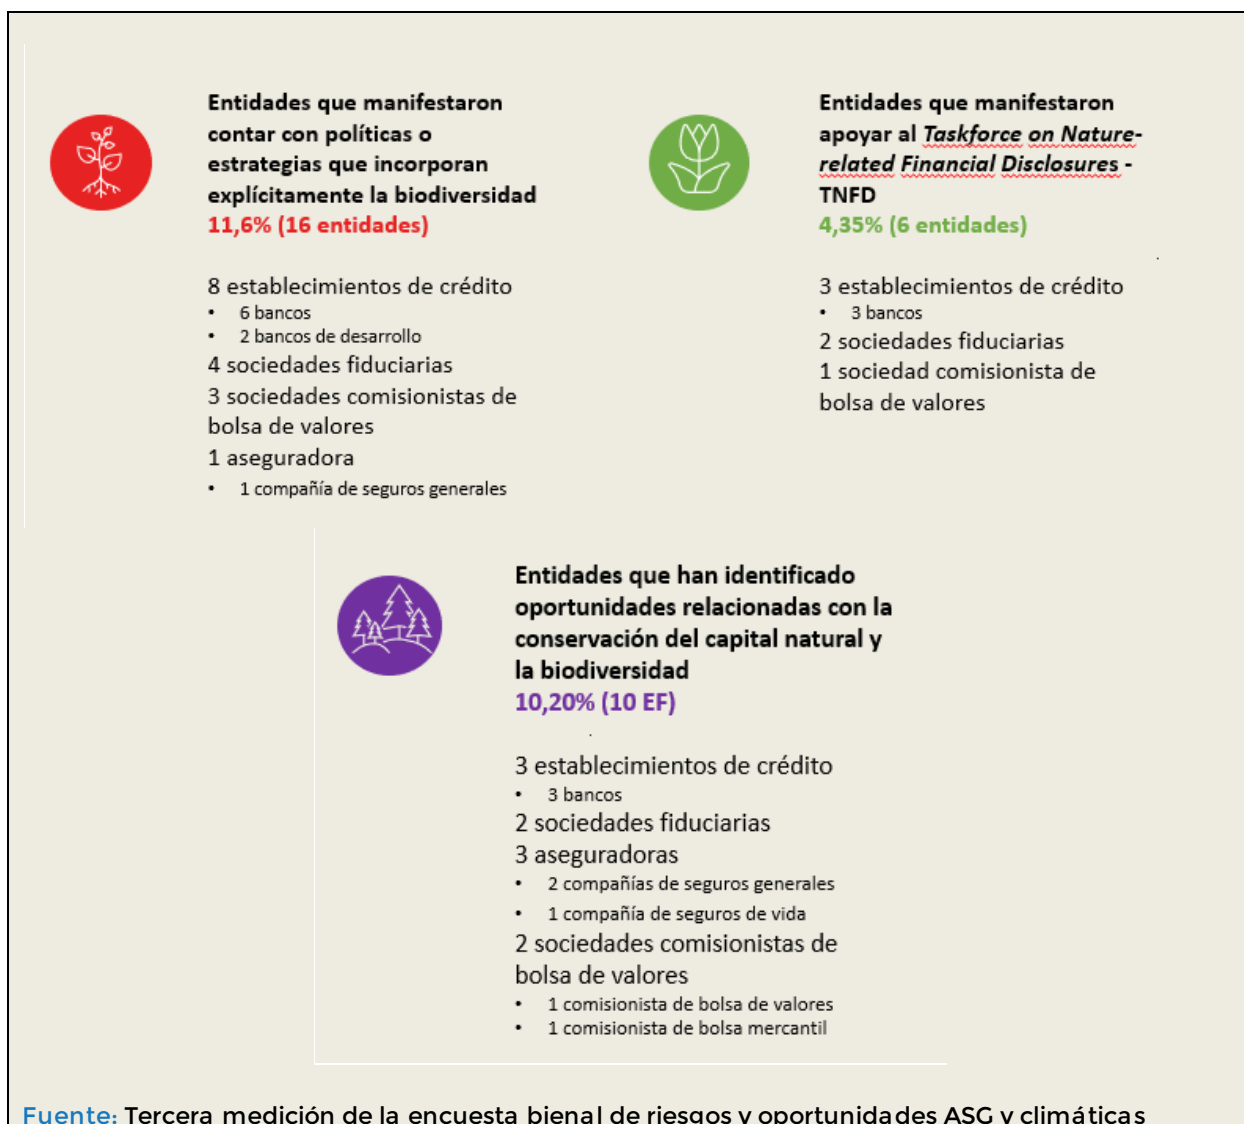 Entidades que manifestaron
contar con políticas o
estrategias que incorporan
explícitamente la biodiversidad
11,6% (16 entidades)
8 establecimientos de crédito
• 6 bancos
• 2 bancos de desarrollo
4 sociedades fiduciarias
3 sociedades comisionistas de
bolsa de valores
1 aseguradora
• 1 compañía de seguros generales
Entidades que manifestaron
apoyar al Taskforce on Nature-
related Financial Disclosures -
TNFD
4,35% (6 entidades)
3 establecimientos de crédito
• 3 bancos
2 sociedades fiduciarias
1 sociedad comisionista de
bolsa de valores
Entidades que han identificado
oportunidades relacionadas con la
conservación del capital natural y
la biodiversidad
10,20% (10 EF)
3 establecimientos de crédito
• 3 bancos
2 sociedades fiduciarias
3 aseguradoras
• 2 compañías de seguros generales
• 1 compañía de seguros de vida
2 sociedades comisionistas de
bolsa de valores
• 1 comisionista de bolsa de valores
• 1 comisionista de bolsa mercantil
Fuente: Tercera medición de la encuesta bienal de riesgos y oportunidades ASG y climáticas